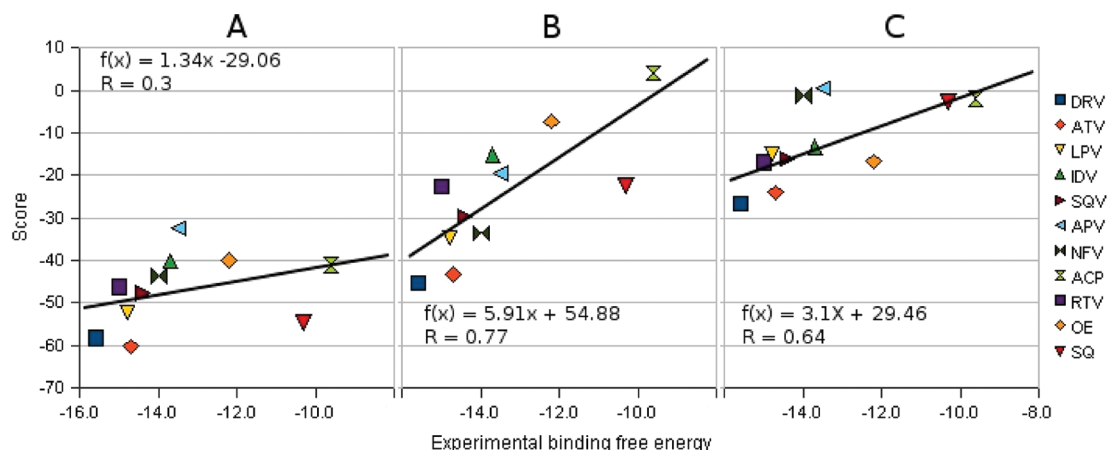 A
B
C
f(x) = 1.34x -29.06
R = 0.3
f(x) = 5.91x + 54.88
R = 0.77
f(x) = 3.1X + 29.46
R = 0.64
Score
10
0
-10
-20
-30
-40
-50
-60
-70
-16.0 -14.0 -12.0 -10.0 -14.0 -12.0 -10.0 -14.0 -12.0 -10.0 -8.0
Experimental binding free energy
DRV
ATV
LPV
IDV
SQV
APV
NFV
ACP
RTV
OE
SQ